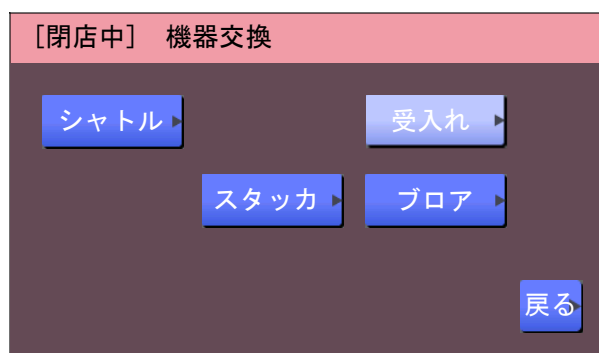 [閉店中] 機器交換
シャトル
受入れ
スタッカ
ブロア
戻る